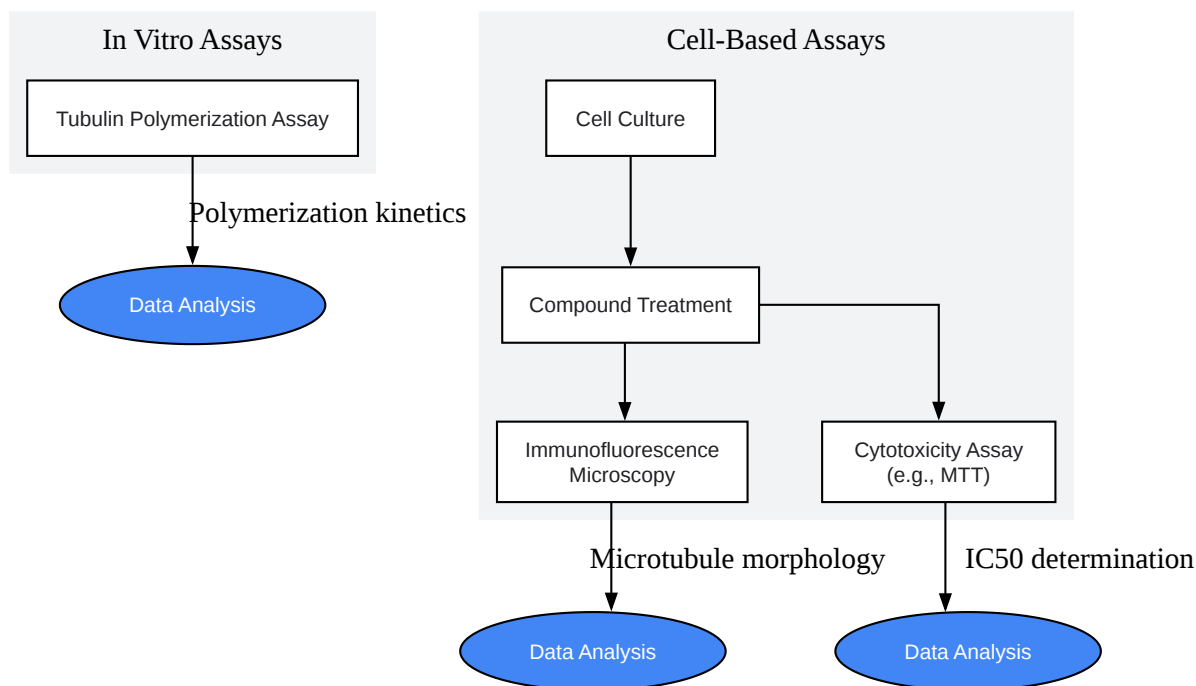 In Vitro Assays
Tubulin Polymerization Assay
Polymerization kinetics
Data Analysis
Cell-Based Assays
Cell Culture
Compound Treatment
Immunofluorescence
Microscopy
Cytotoxicity Assay
(e.g., MTT)
Microtubule morphology
IC50 determination
Data Analysis
Data Analysis